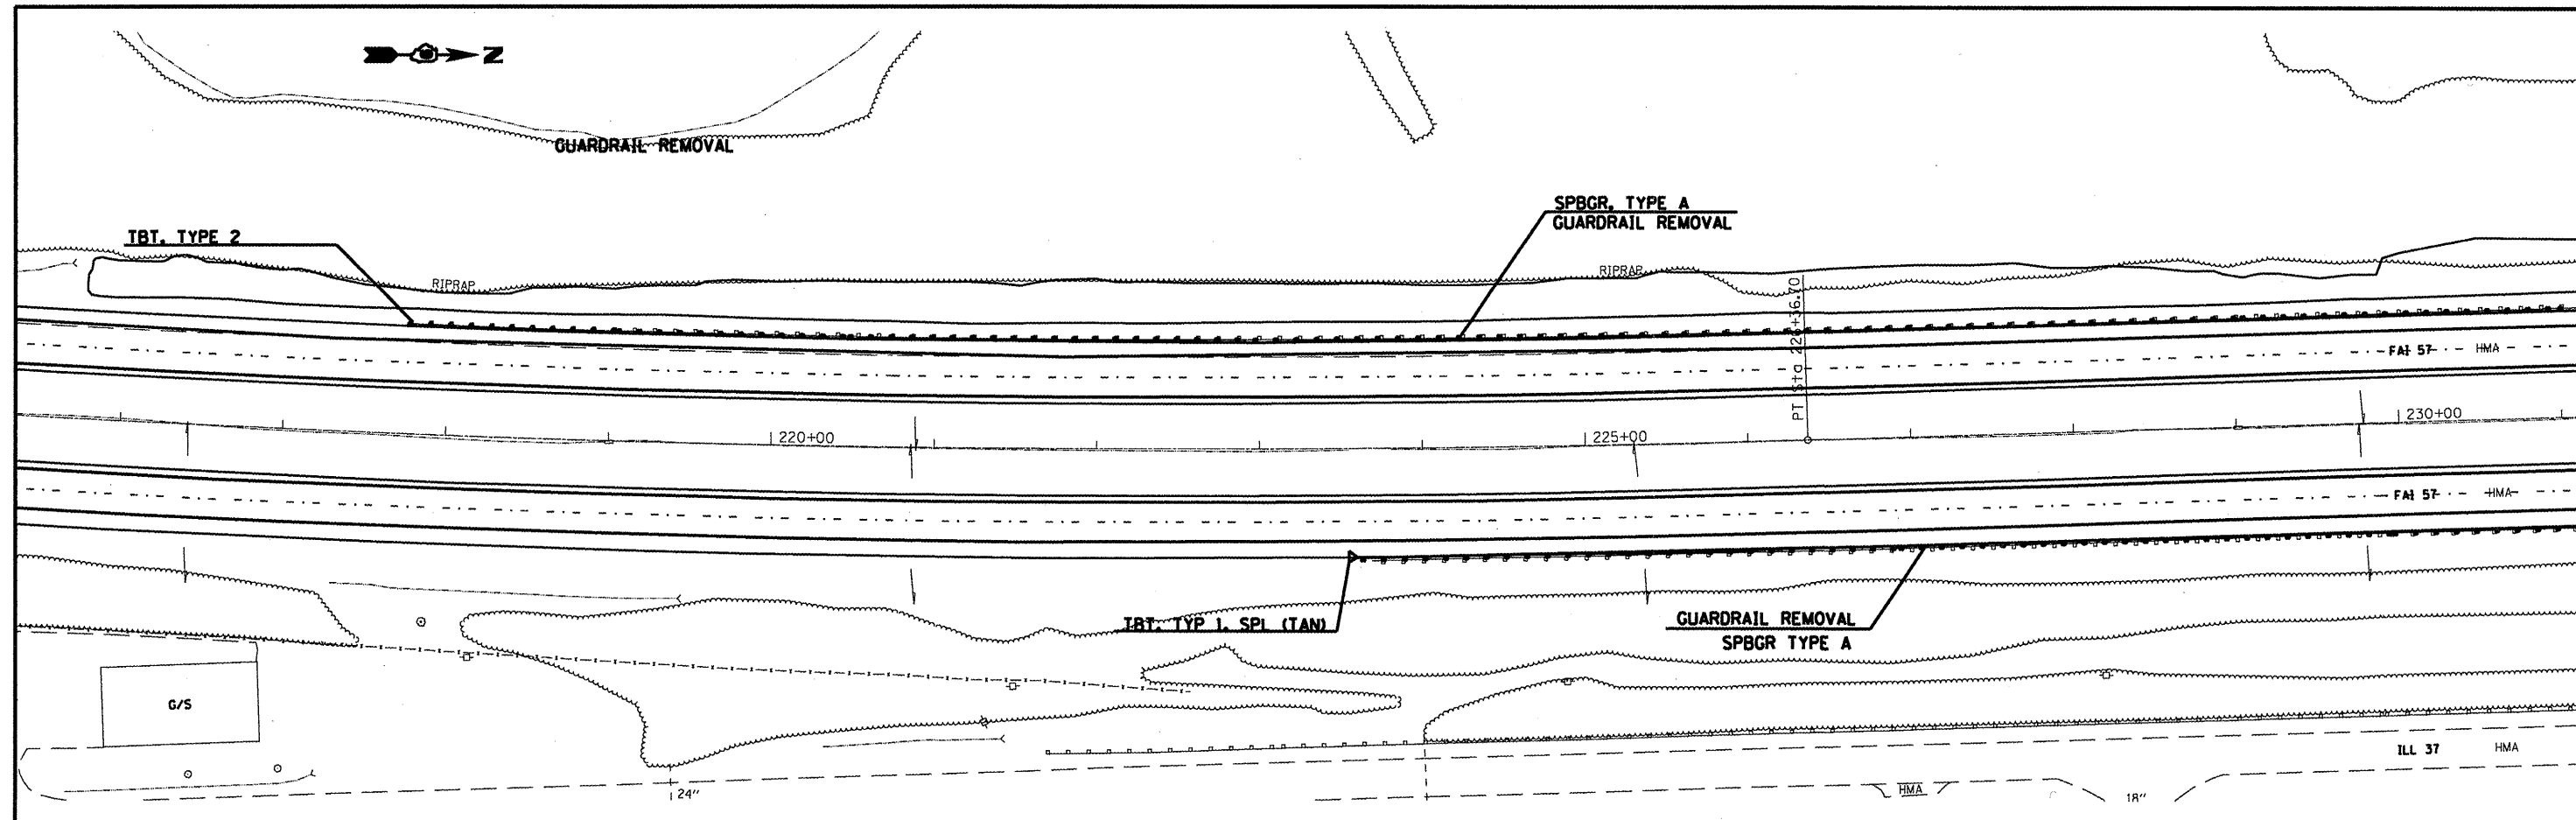 N
GUARDRAIL REMOVAL
SPBGR, TYPE A
GUARDRAIL REMOVAL
TBT, TYPE 2
RIPRAP
RIPRAP
PT Sta 226+36.70
FAI 57
HMA
220+00
225+00
230+00
FAI 57
HMA
TBT, TYP 1, SPL (TAN)
GUARDRAIL REMOVAL
SPBGR TYPE A
G/S
ILL 37
HMA
24"
HMA
18"